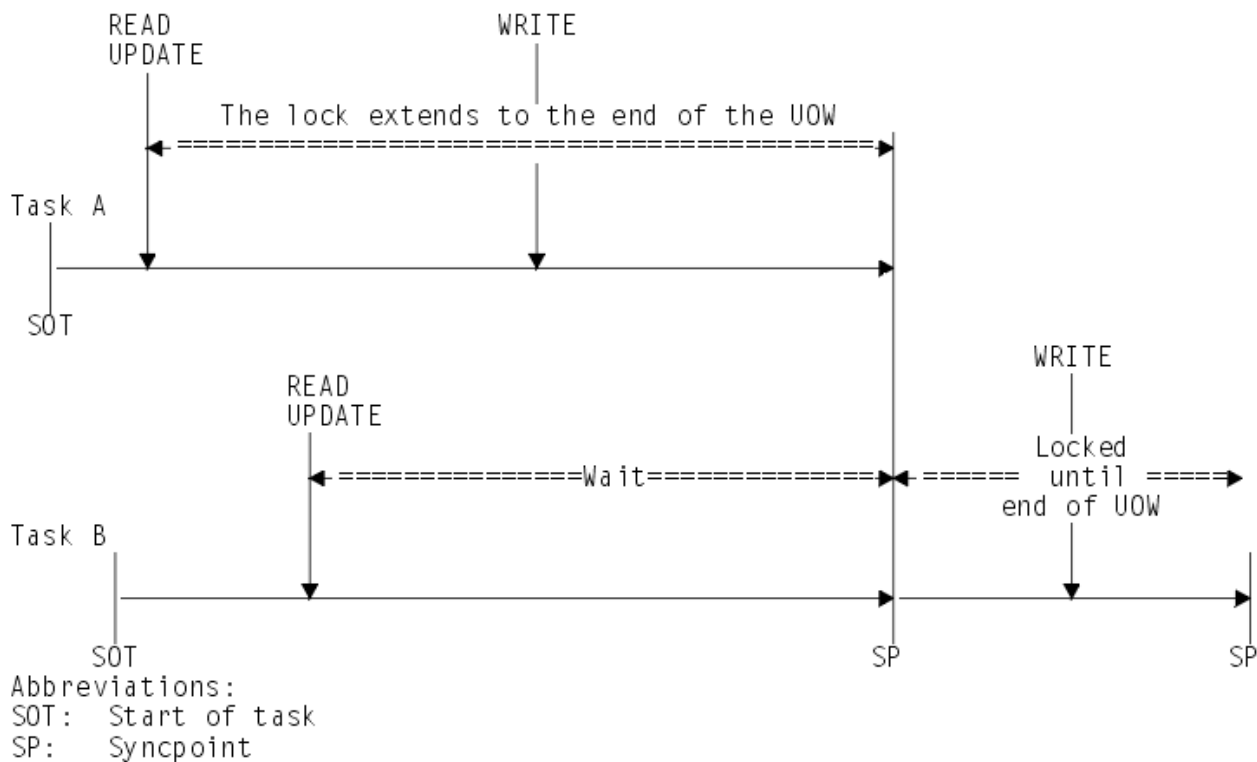 READ
UPDATE
WRITE
The lock extends to the end of the UOW
Task A
SOT
READ
UPDATE
WRITE
Wait
Locked
until
end of UOW
Task B
SOT
SP
SP
Abbreviations:
SOT: Start of task
SP: Syncpoint